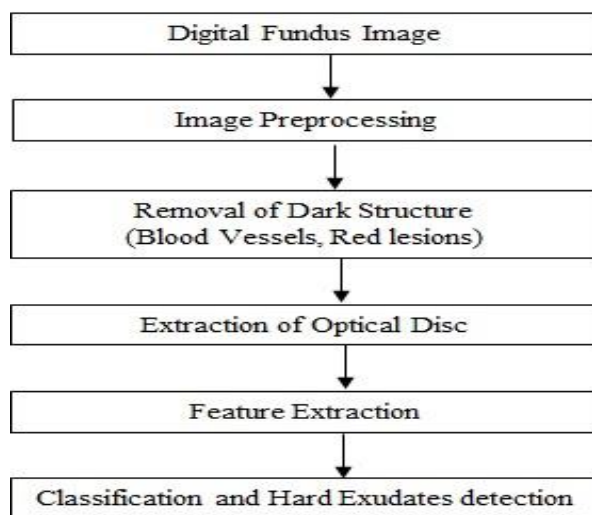 Digital Fundus Image
Image Preprocessing
Removal of Dark Structure
(Blood Vessels, Red lesions)
Extraction of Optical Disc
Feature Extraction
Classification and Hard Exudates detection